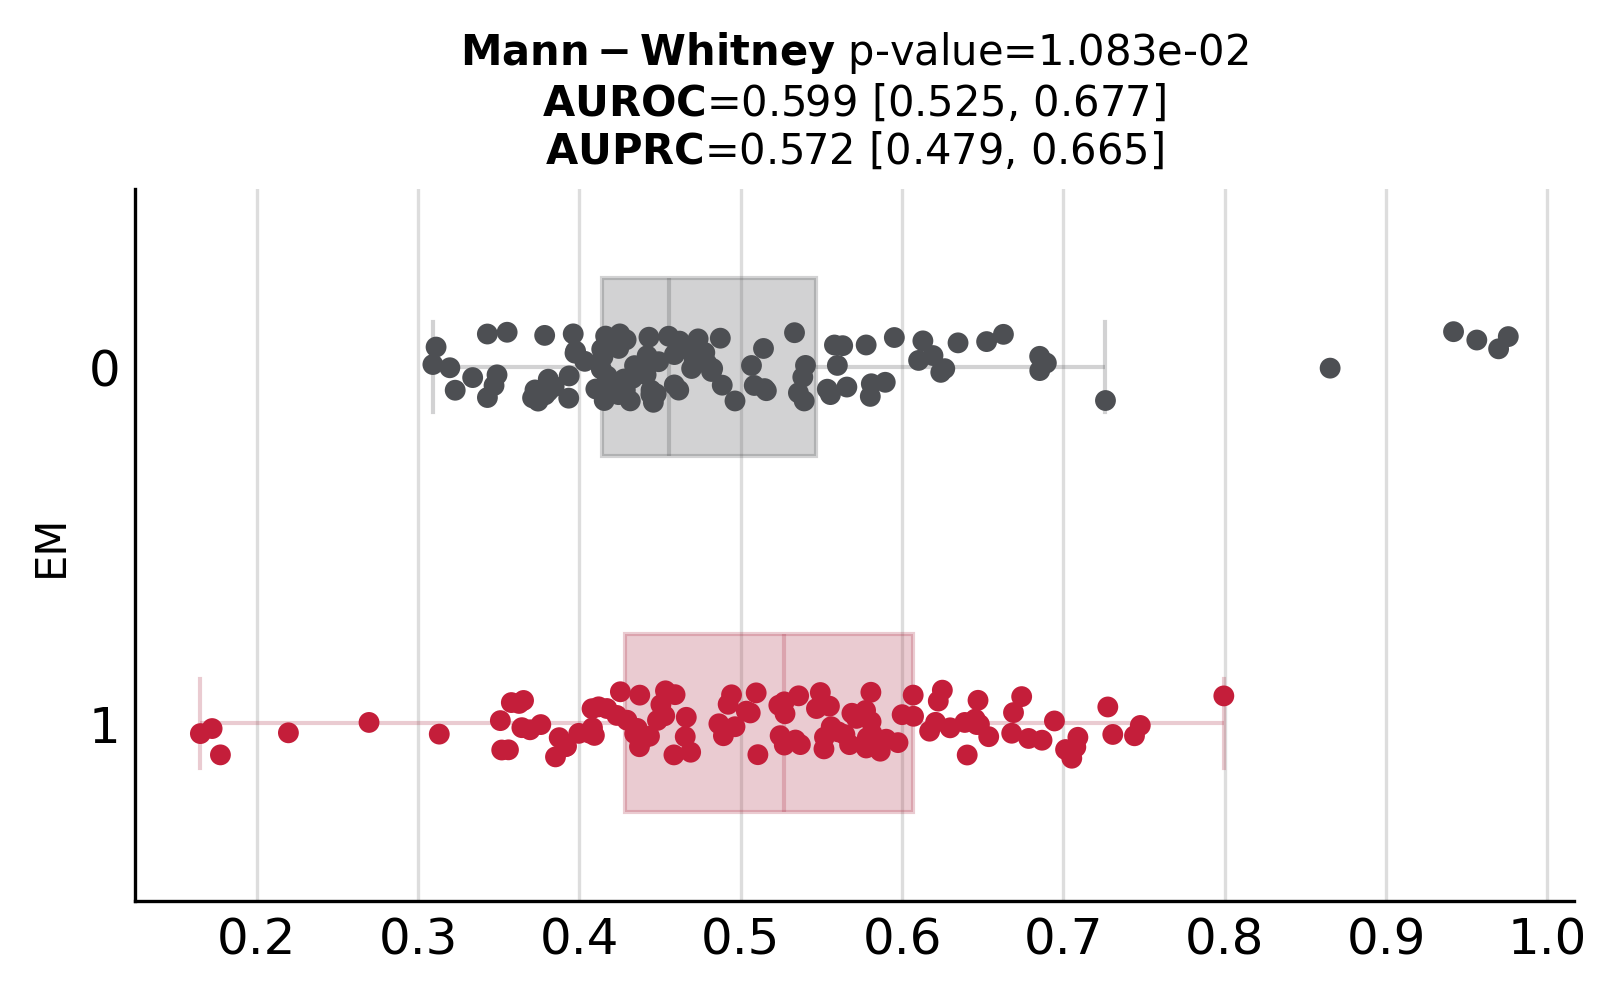 Mann−Whitney p-value=1.083e-02
AUROC=0.599 [0.525, 0.677]
AUPRC=0.572 [0.479, 0.665]
0
EM
1
0.2 0.3 0.4 0.5 0.6 0.7 0.8 0.9 1.0